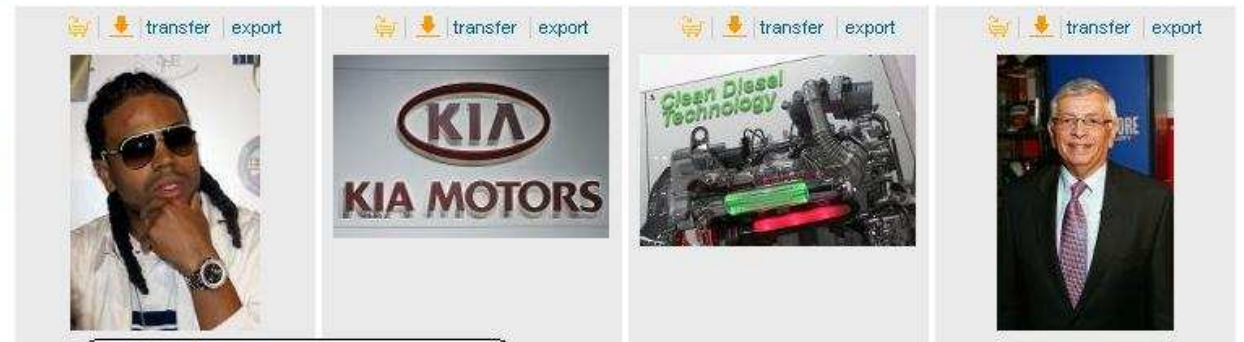 transfer export
transfer export
transfer export
transfer export
KIA
KIA MOTORS
Clean Diesel
Technology